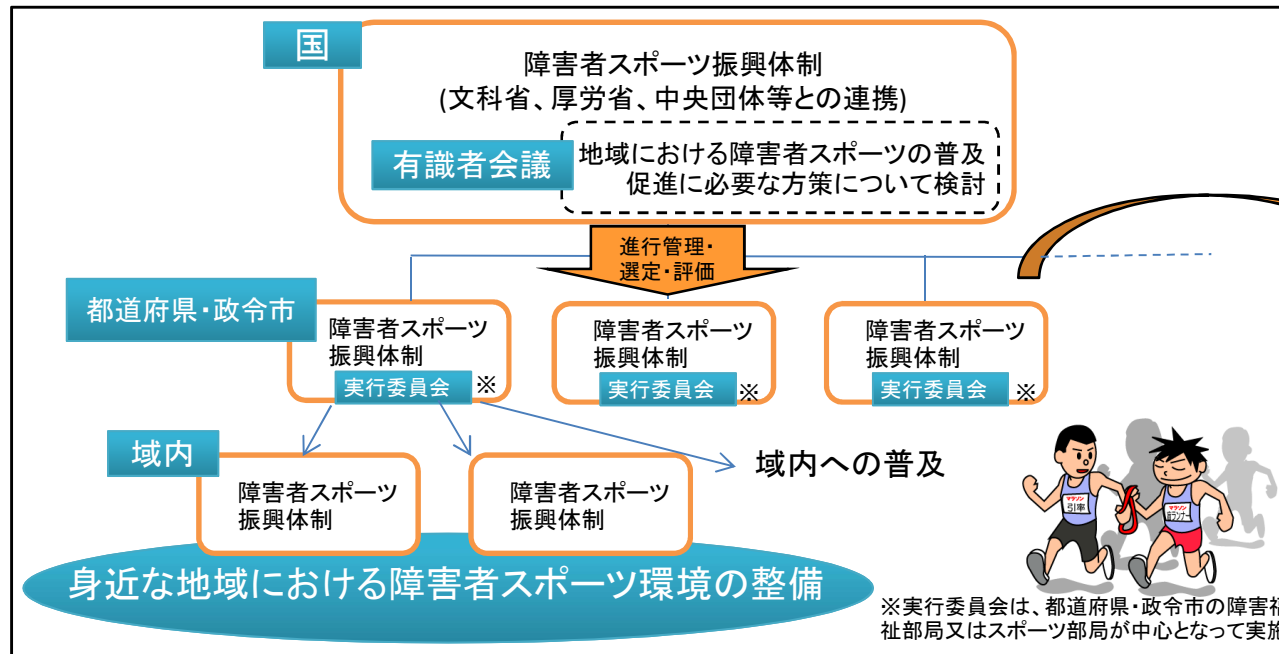 国
障害者スポーツ振興体制
(文科省、厚労省、中央団体等との連携)
有識者会議
地域における障害者スポーツの普及
促進に必要な方策について検討
進行管理・
選定・評価
都道府県・政令市
障害者スポーツ
振興体制
実行委員会
※
障害者スポーツ
振興体制
実行委員会
※
障害者スポーツ
振興体制
実行委員会
※
域内
障害者スポーツ
振興体制
障害者スポーツ
振興体制
域内への普及
身近な地域における障害者スポーツ環境の整備
マラソン
引率
マラソン
盲ランナー
※実行委員会は、都道府県・政令市の障害福
祉部局又はスポーツ部局が中心となって実施